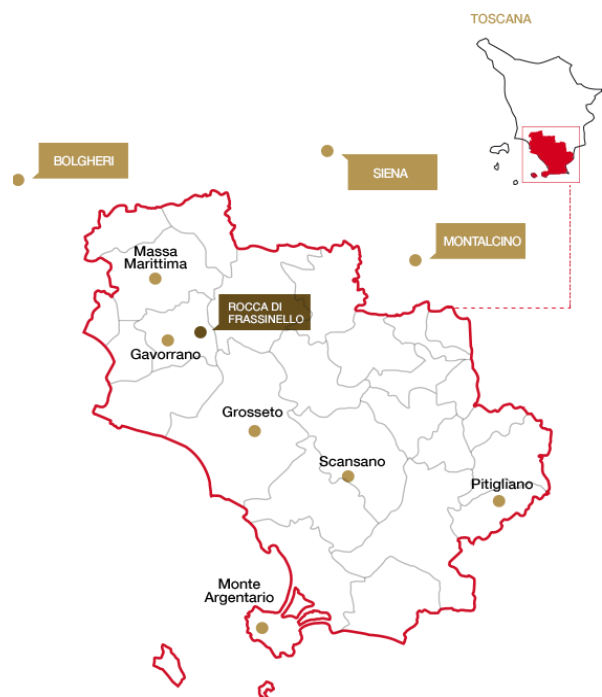 TOSCANA
BOLGHERI
SIENA
MONTALCINO
Massa
Marittima
ROCCA DI
FRASSINELLO
Gavorrano
Grosseto
Scansano
Pitigliano
Monte
Argentario